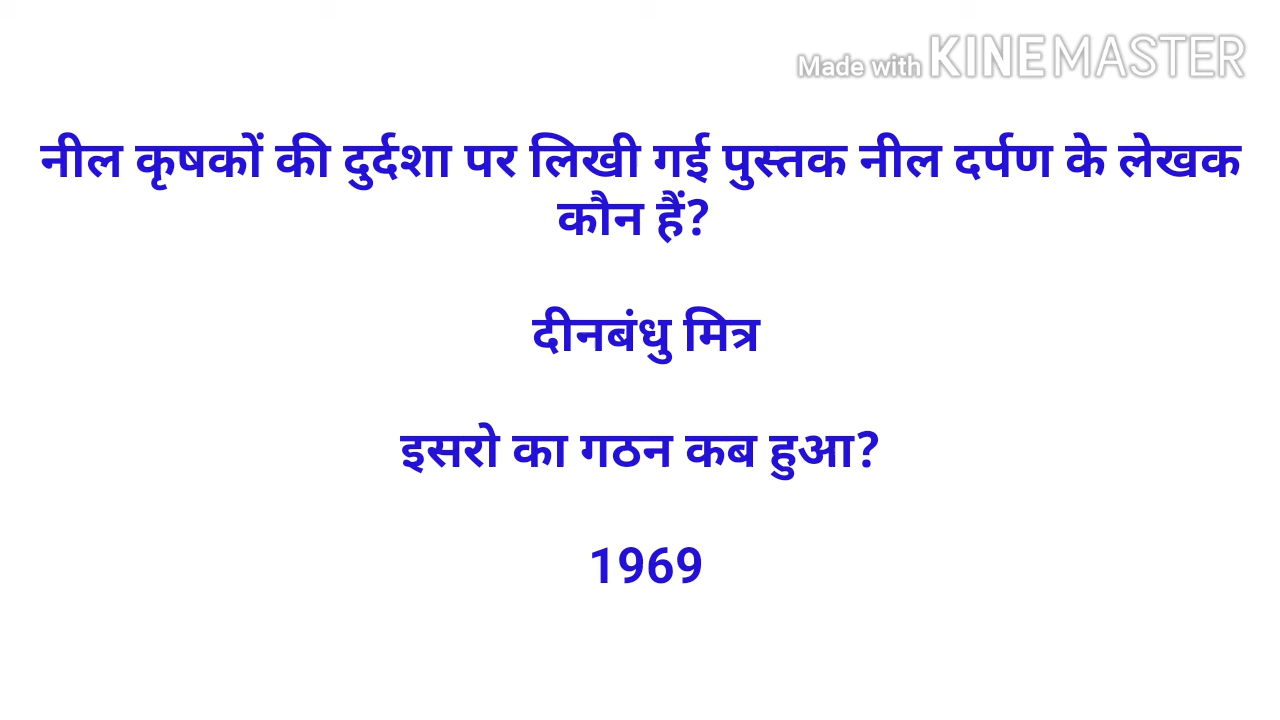 Made with KINEMASTER
नील कृषकों की दुर्दशा पर लिखी गई पुस्तक नील दर्पण के लेखक
कौन हैं?
दीनबंधु मित्र
इसरो का गठन कब हुआ?
1969